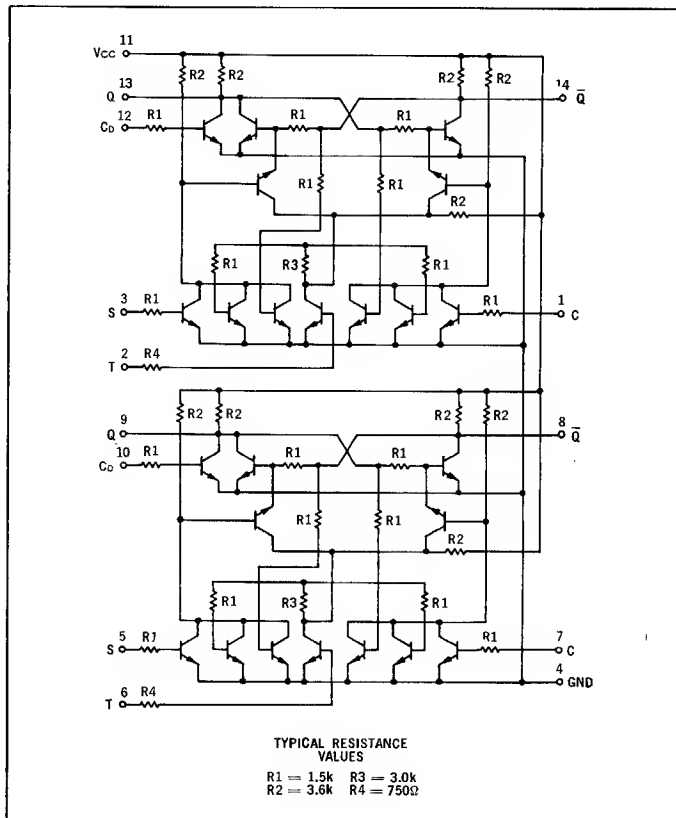 11
Vcc
R2 R2 R2 R2
13 14
Q Q̅
12
CD R1 R1 R1
R1 R1
R2
R1 R3 R1
3 R1 R1 1
S C
2 R4
T
R2 R2 R2 R2
9 8
Q Q̅
10
CD R1 R1 R1
R1 R1
R2
R1 R3 R1
5 R1 R1 7
S C
4
GND
6 R4
T
TYPICAL RESISTANCE
VALUES
R1 = 1.5k R3 = 3.0k
R2 = 3.6k R4 = 750Ω